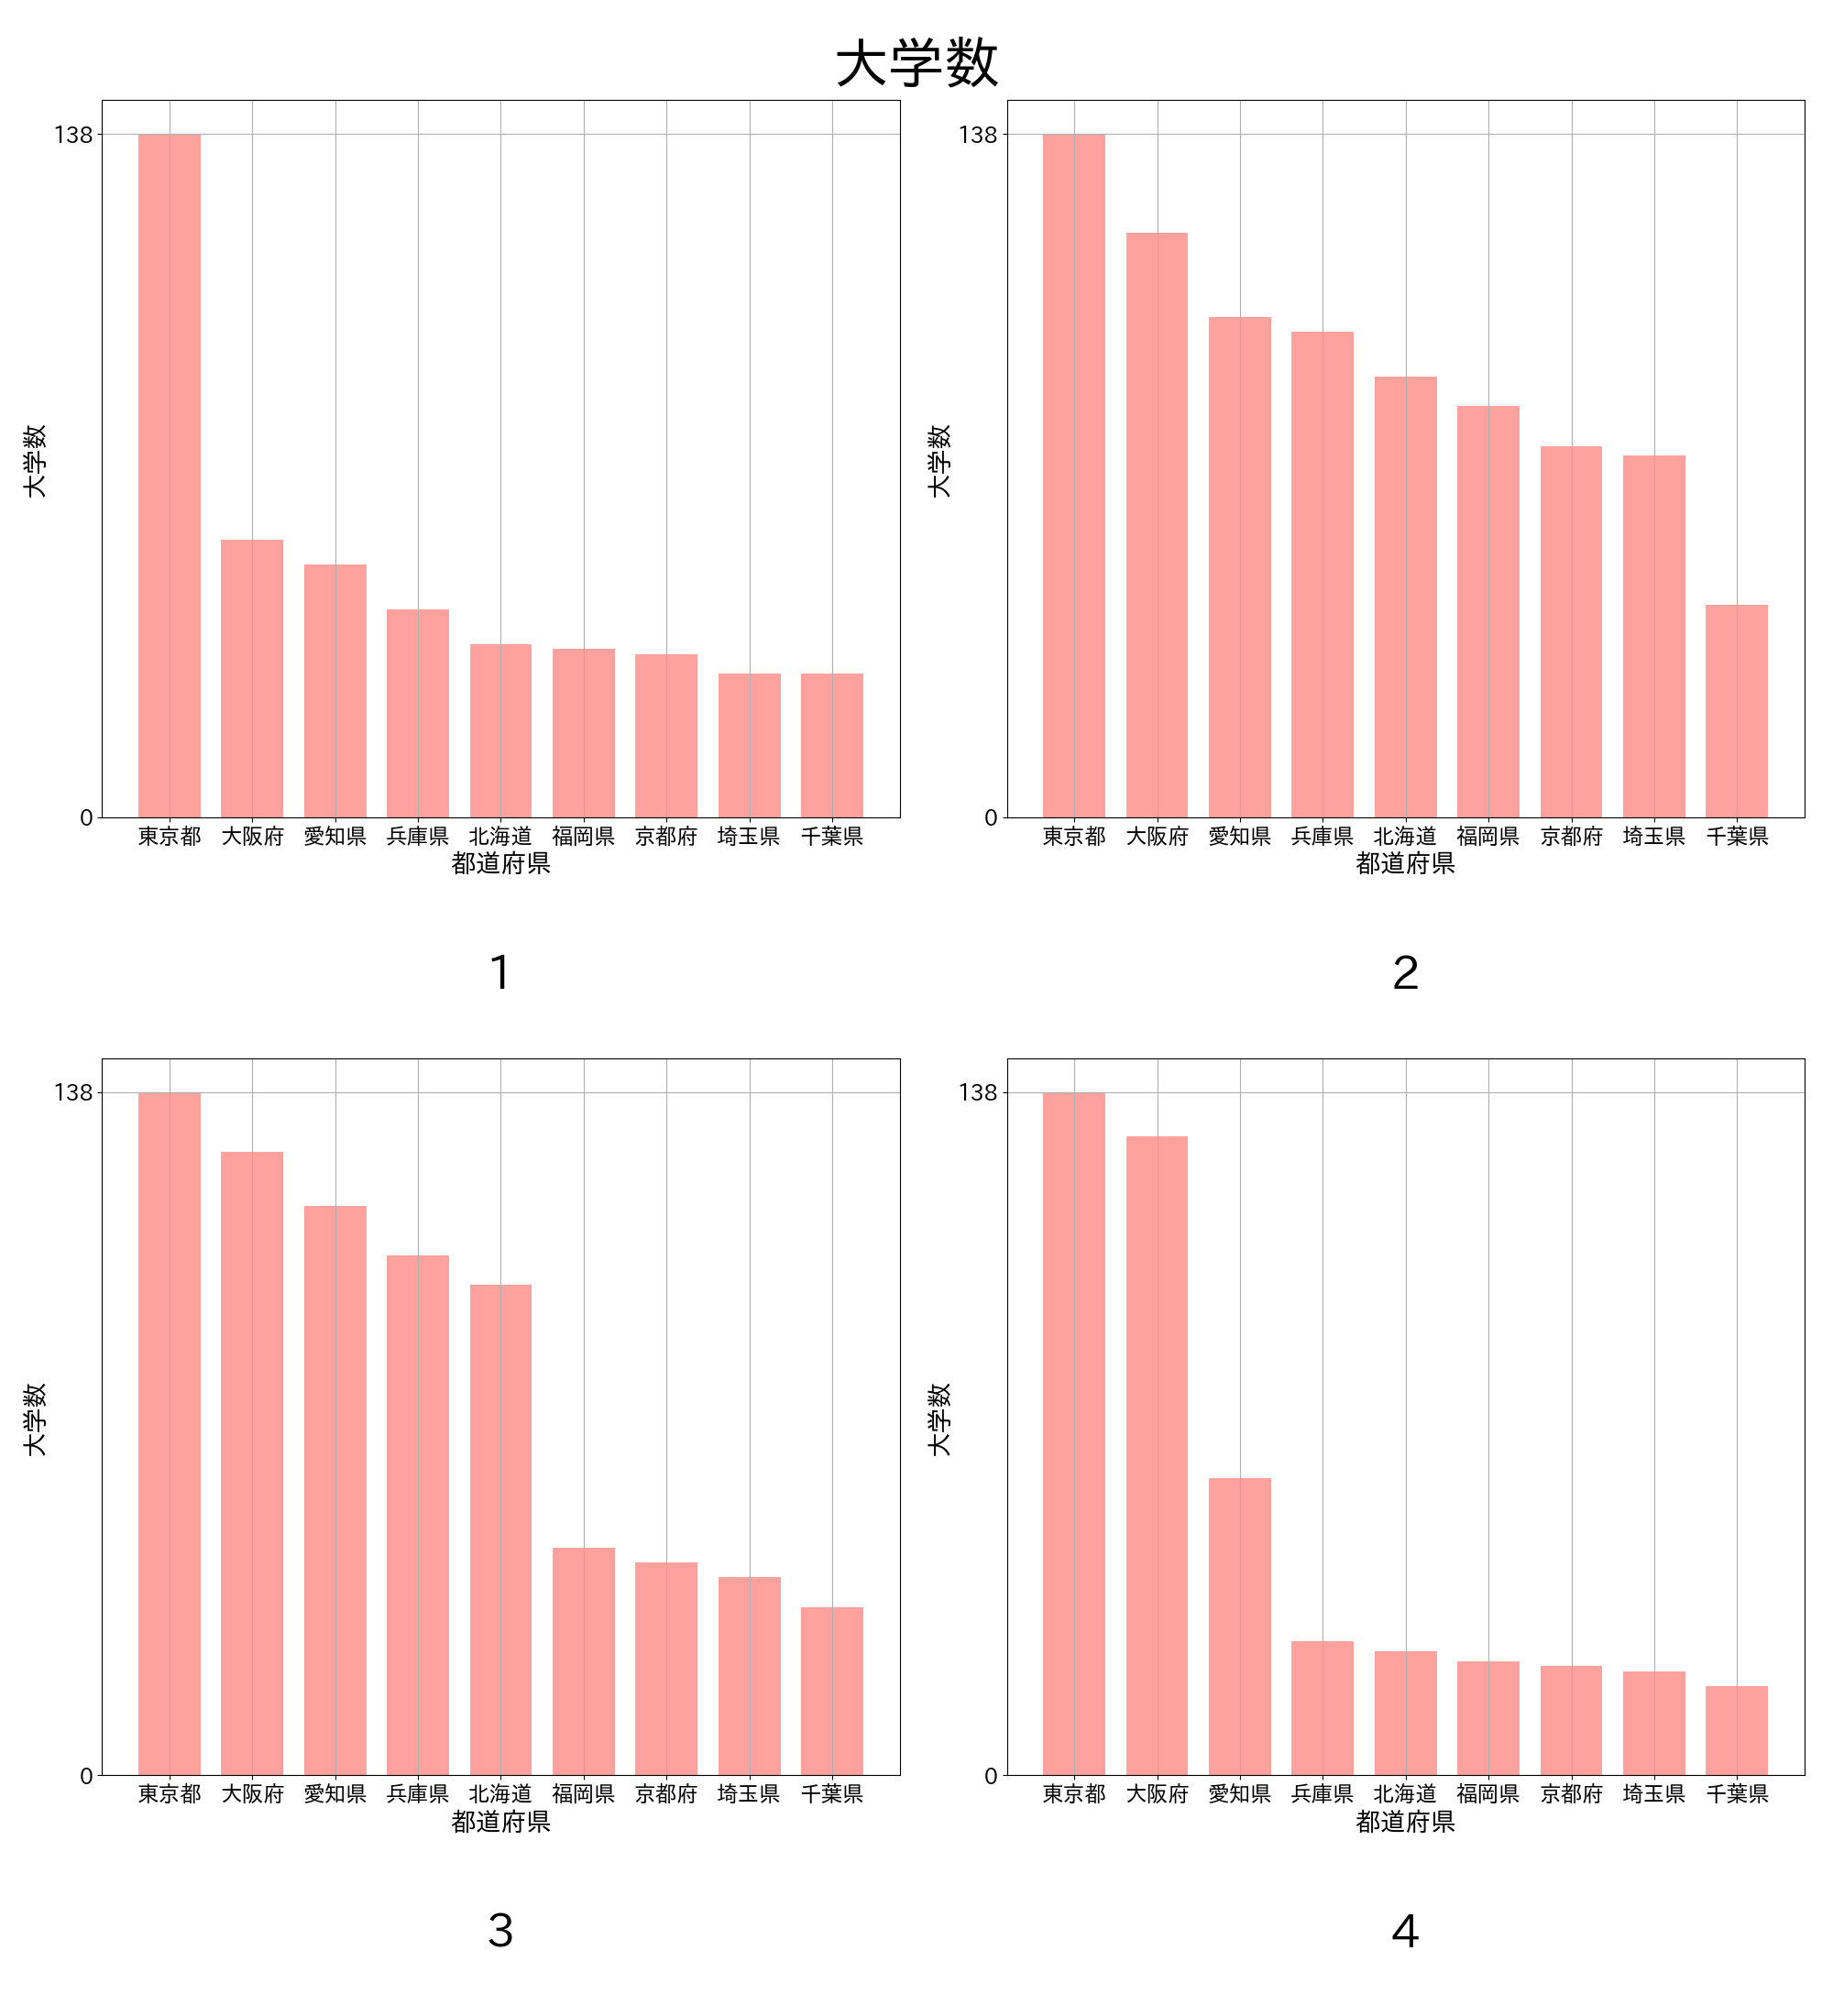 大学数
138
0
大学数
東京都 大阪府 愛知県 兵庫県 北海道 福岡県 京都府 埼玉県 千葉県
都道府県
1
138
0
大学数
東京都 大阪府 愛知県 兵庫県 北海道 福岡県 京都府 埼玉県 千葉県
都道府県
2
138
0
大学数
東京都 大阪府 愛知県 兵庫県 北海道 福岡県 京都府 埼玉県 千葉県
都道府県
3
138
0
大学数
東京都 大阪府 愛知県 兵庫県 北海道 福岡県 京都府 埼玉県 千葉県
都道府県
4